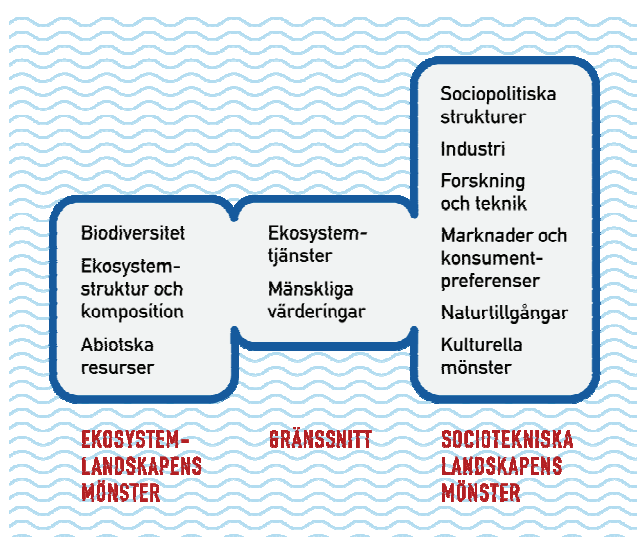 Biodiversitet
Ekosystem-
struktur och
komposition
Abiotska
resurser
EKOSYSTEM-
LANDSKAPENS
MÖNSTER
Ekosystem-
tjänster
Mänskliga
värderingar
GRÄNSSNITT
Sociopolitiska
strukturer
Industri
Forskning
och teknik
Marknader och
konsument-
preferenser
Naturtillgångar
Kulturella
mönster
SOCIOTEKNISKA
LANDSKAPENS
MÖNSTER